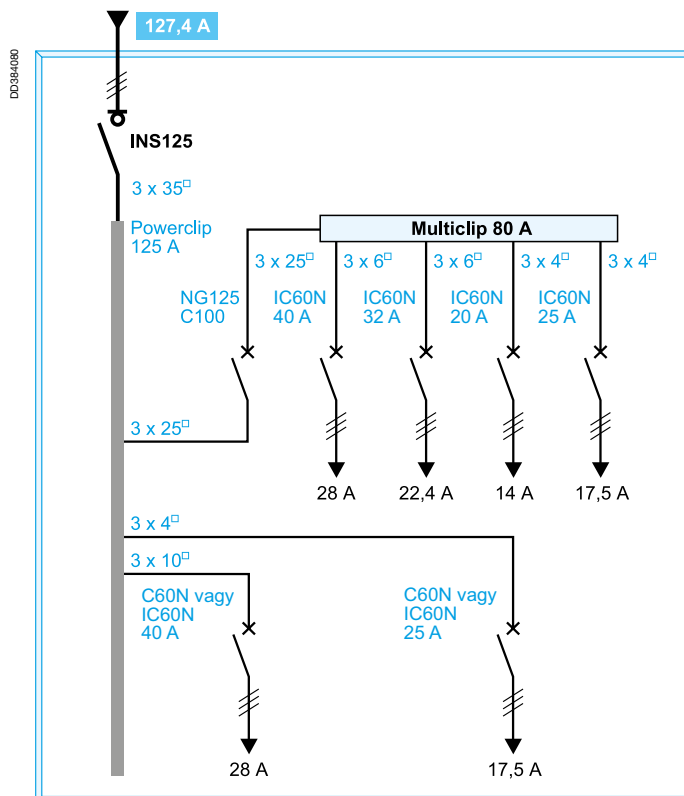 127,4 A
DD384080
INS125
3 x 35□
Powerclip
125 A
Multiclip 80 A
3 x 25□
3 x 6□
3 x 6□
3 x 4□
3 x 4□
NG125
C100
IC60N
40 A
IC60N
32 A
IC60N
20 A
IC60N
25 A
3 x 25□
28 A
22,4 A
14 A
17,5 A
3 x 4□
3 x 10□
C60N vagy
IC60N
40 A
C60N vagy
IC60N
25 A
28 A
17,5 A